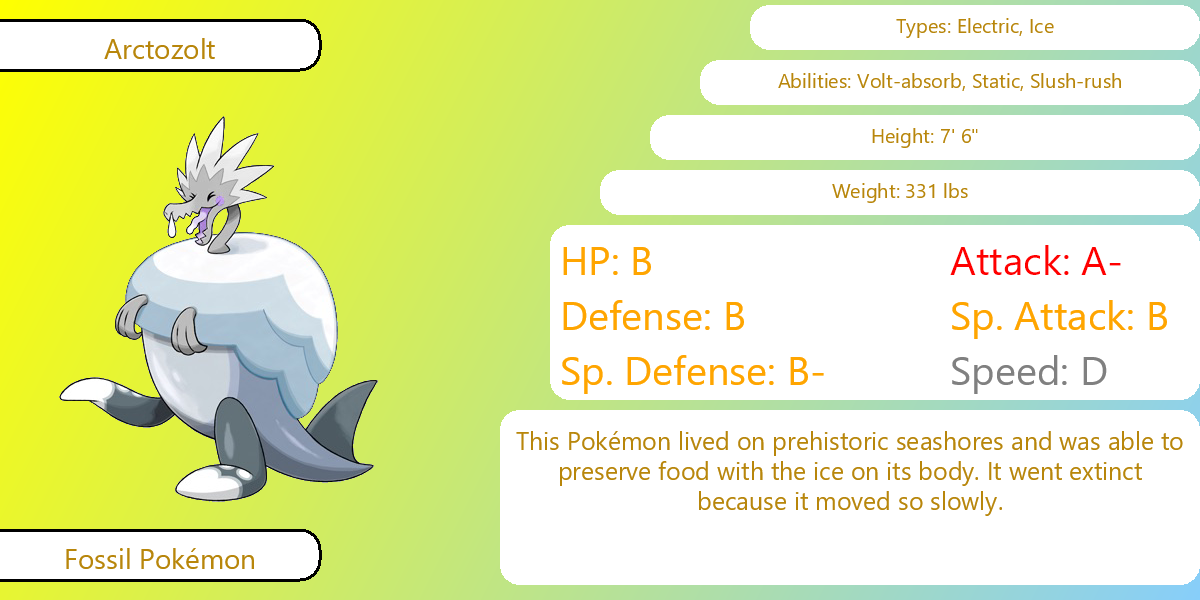 Arctozolt
Types: Electric, Ice
Abilities: Volt-absorb, Static, Slush-rush
Height: 7' 6"
Weight: 331 lbs
HP: B
Attack: A-
Defense: B
Sp. Attack: B
Sp. Defense: B-
Speed: D
This Pokémon lived on prehistoric seashores and was able to
preserve food with the ice on its body. It went extinct
because it moved so slowly.
Fossil Pokémon